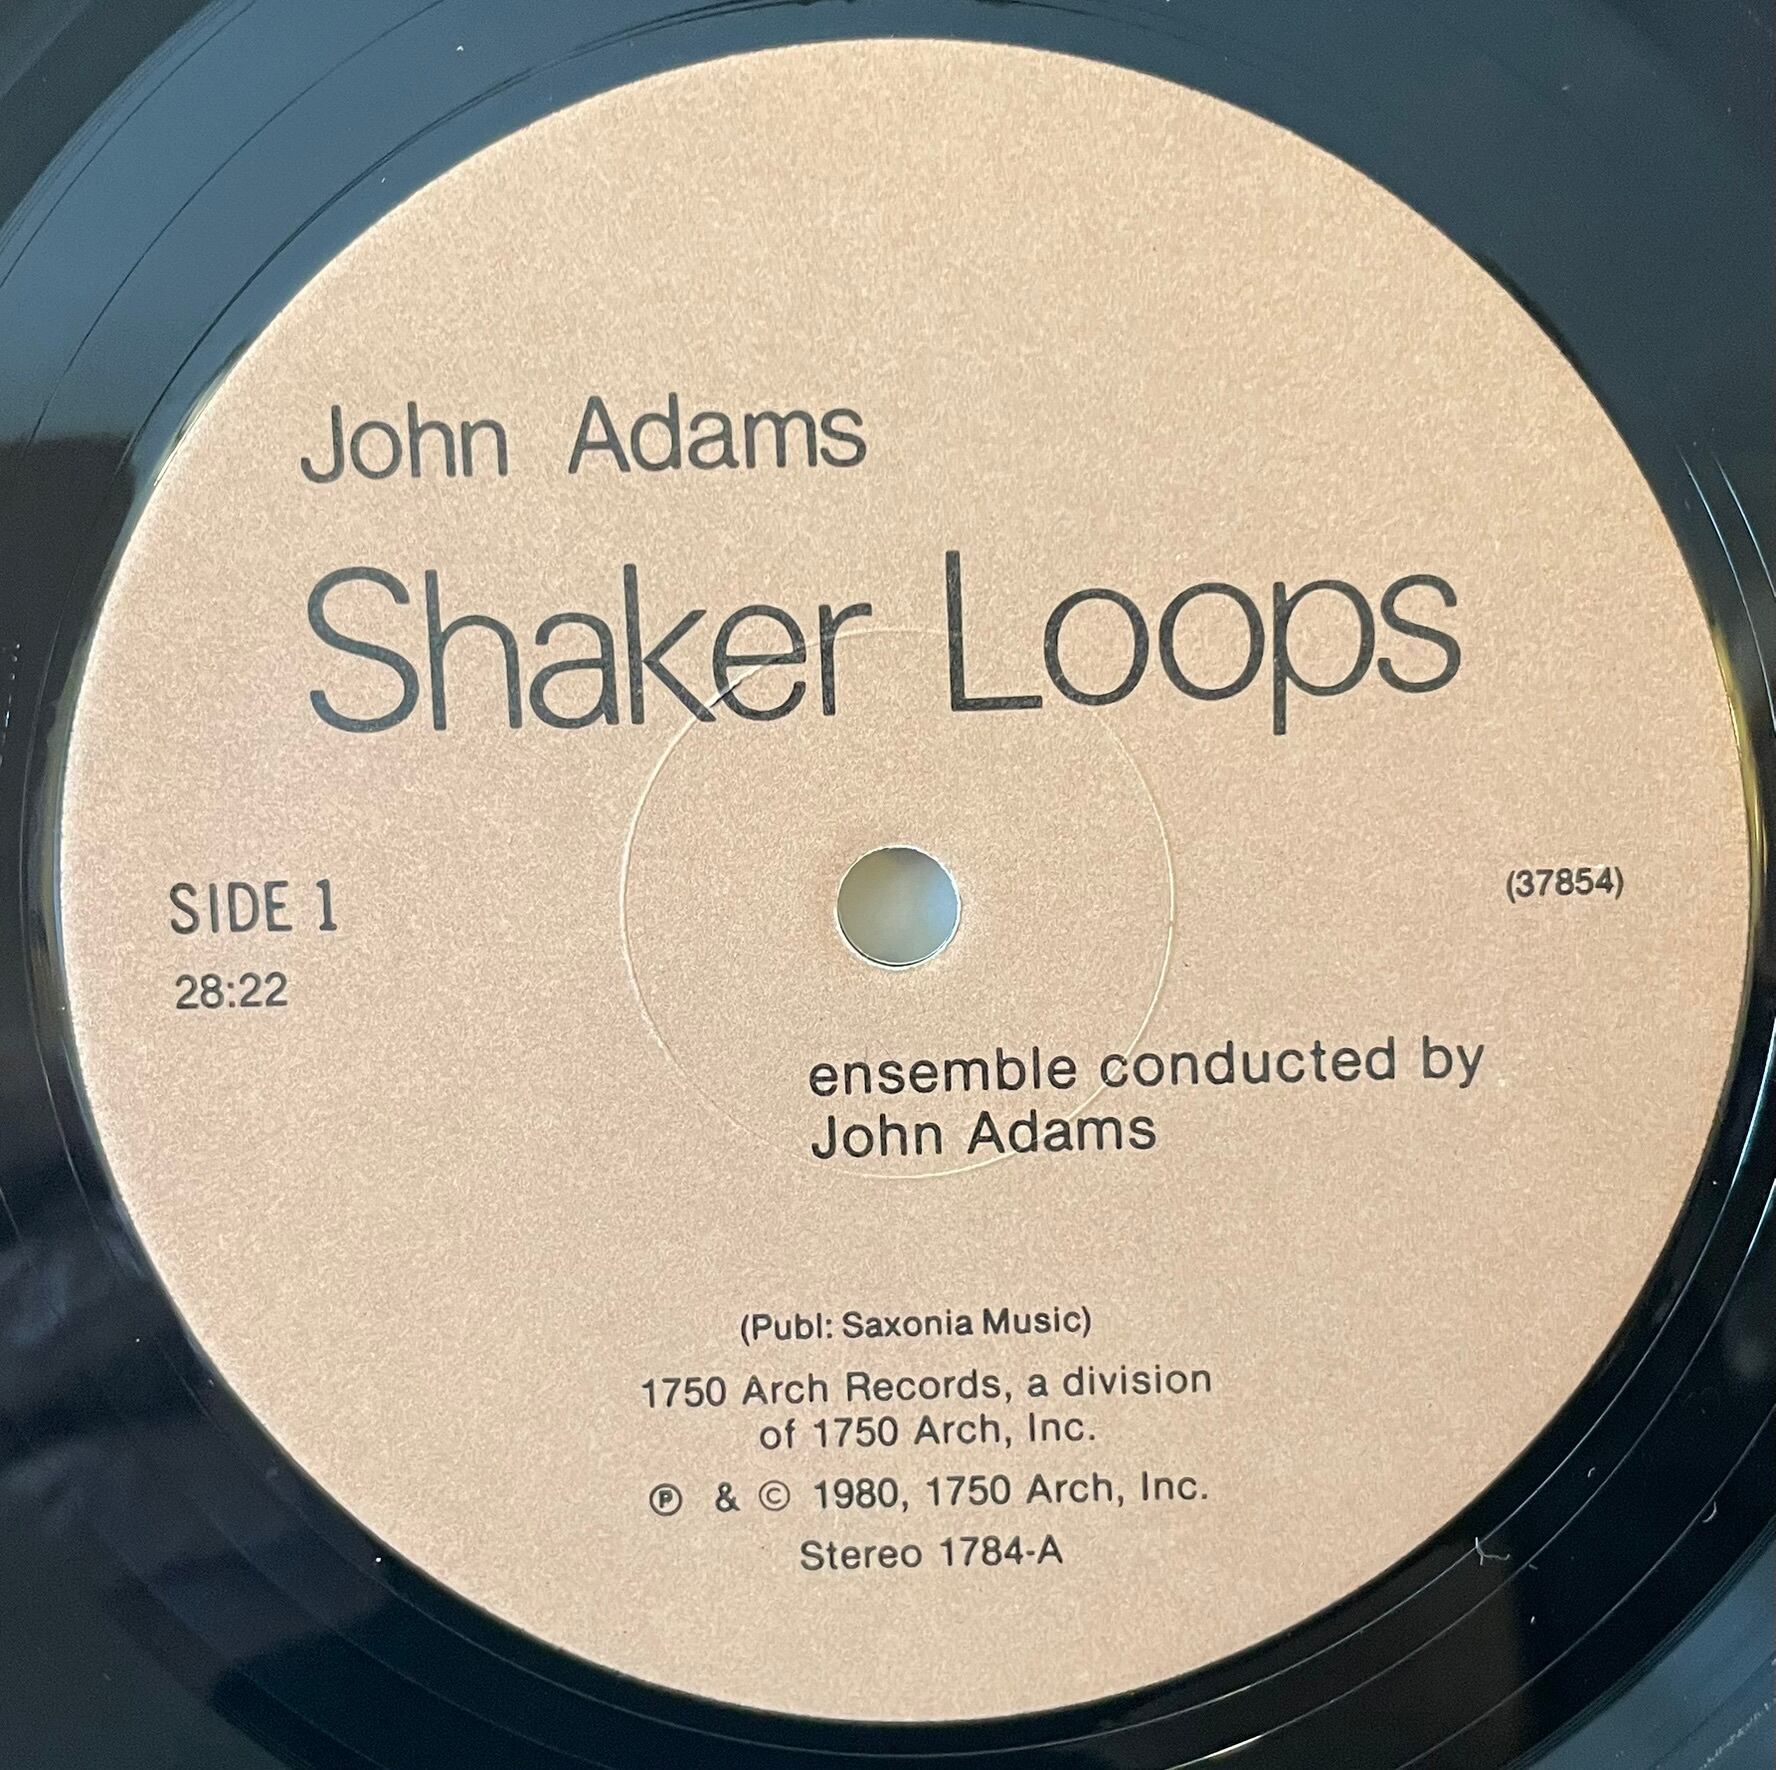 John Adams
Shaker Loops
SIDE 1
(37854)
28:22
ensemble conducted by
John Adams
(Publ: Saxonia Music)
1750 Arch Records, a division
of 1750 Arch, Inc.
℗ & © 1980, 1750 Arch, Inc.
Stereo 1784-A